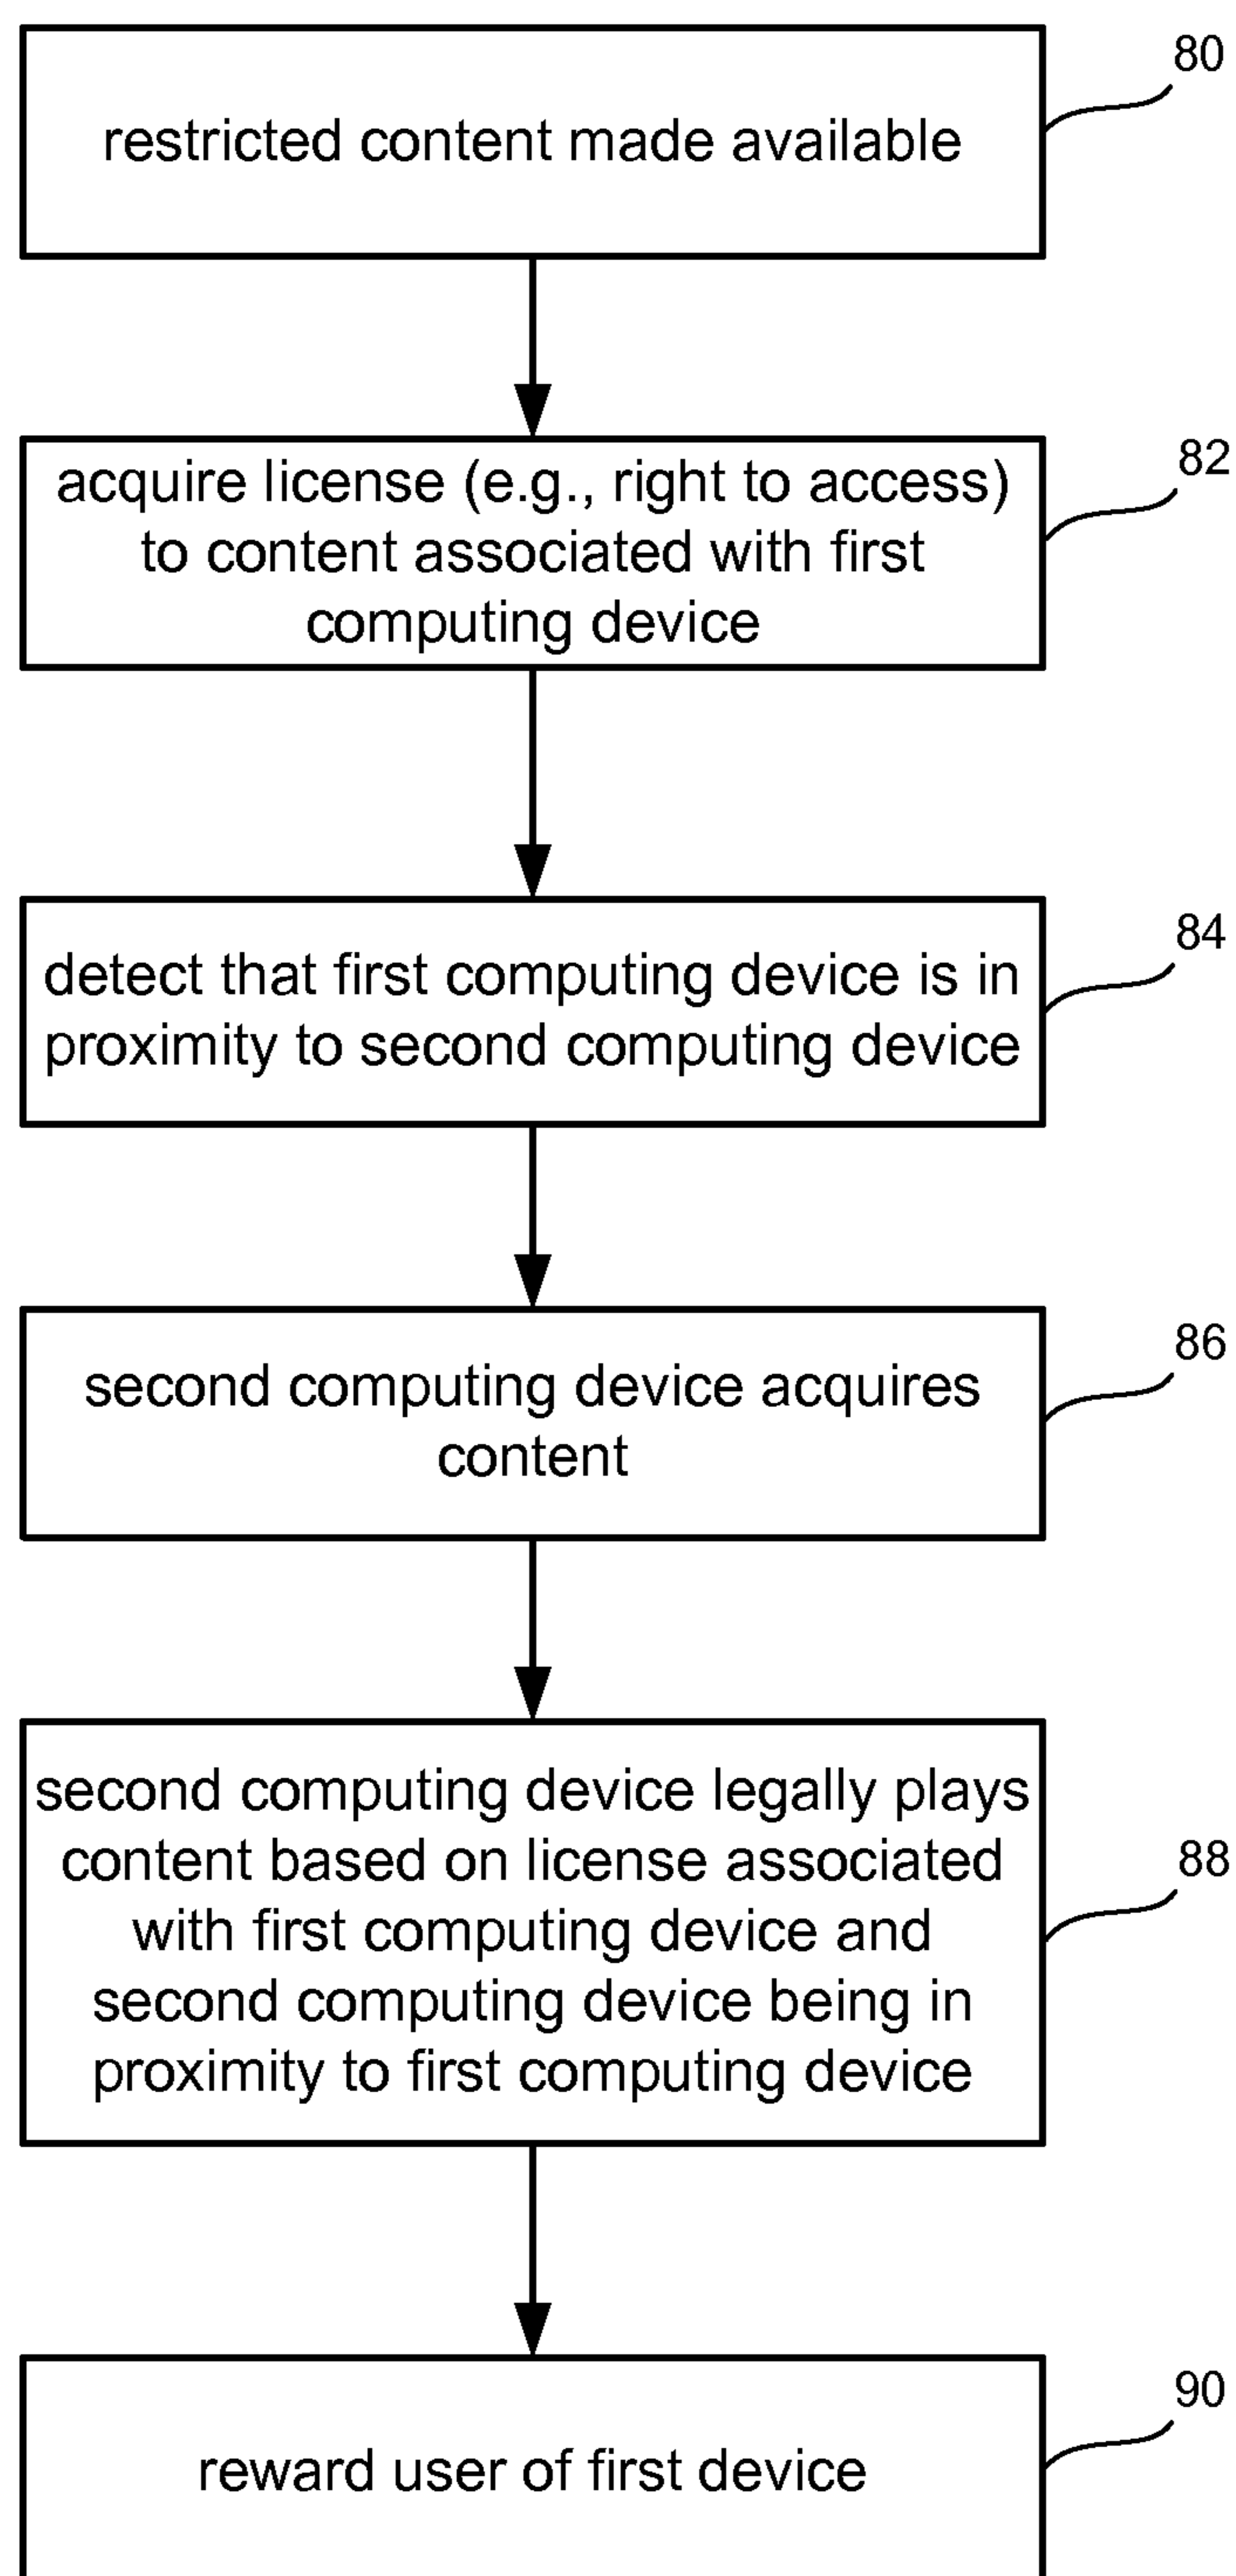 80
restricted content made available
82
acquire license (e.g., right to access)
to content associated with first
computing device
84
detect that first computing device is in
proximity to second computing device
86
second computing device acquires
content
88
second computing device legally plays
content based on license associated
with first computing device and
second computing device being in
proximity to first computing device
90
reward user of first device